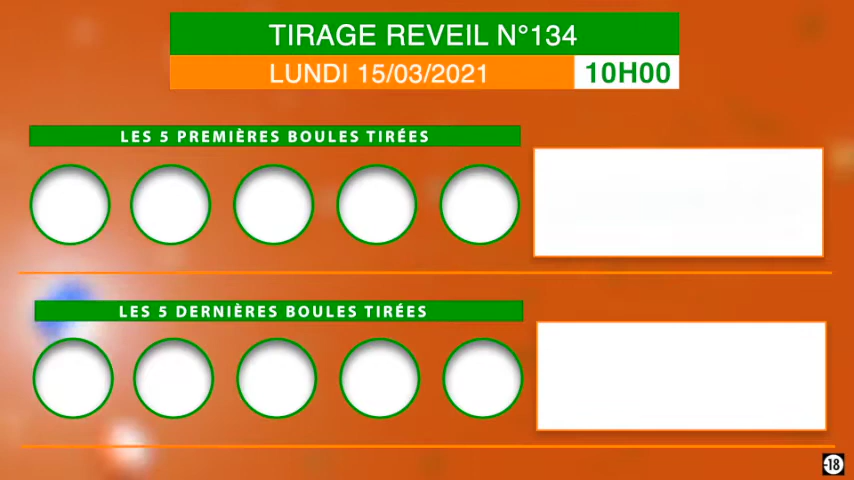 TIRAGE REVEIL N°134
LUNDI 15/03/2021 10H00
LES 5 PREMIÈRES BOULES TIRÉES
LES 5 DERNIÈRES BOULES TIRÉES
-18